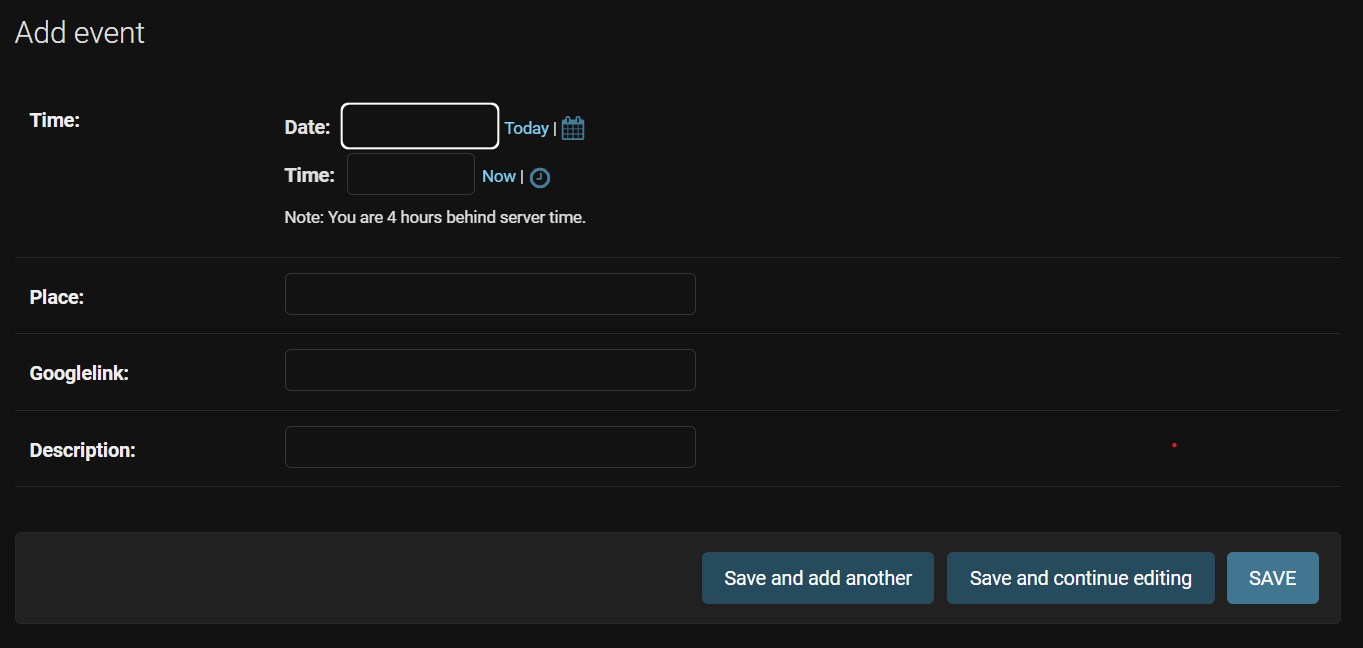 Add event
Time:
Date: Today |
Time: Now |
Note: You are 4 hours behind server time.
Place:
Googlelink:
Description:
Save and add another Save and continue editing SAVE